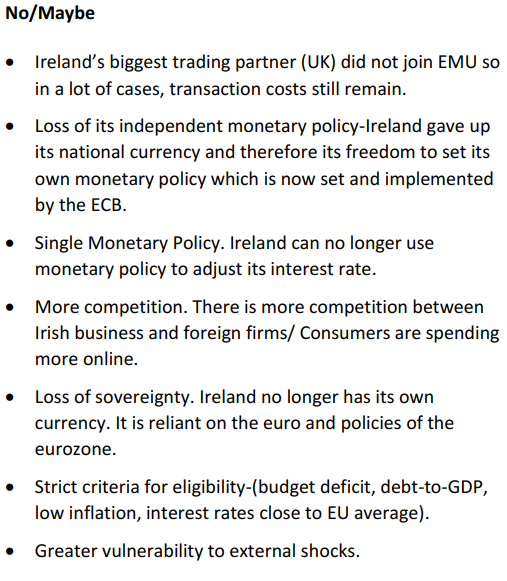 No/Maybe
• Ireland’s biggest trading partner (UK) did not join EMU so
in a lot of cases, transaction costs still remain.
• Loss of its independent monetary policy-Ireland gave up
its national currency and therefore its freedom to set its
own monetary policy which is now set and implemented
by the ECB.
• Single Monetary Policy. Ireland can no longer use
monetary policy to adjust its interest rate.
• More competition. There is more competition between
Irish business and foreign firms/ Consumers are spending
more online.
• Loss of sovereignty. Ireland no longer has its own
currency. It is reliant on the euro and policies of the
eurozone.
• Strict criteria for eligibility-(budget deficit, debt-to-GDP,
low inflation, interest rates close to EU average).
• Greater vulnerability to external shocks.